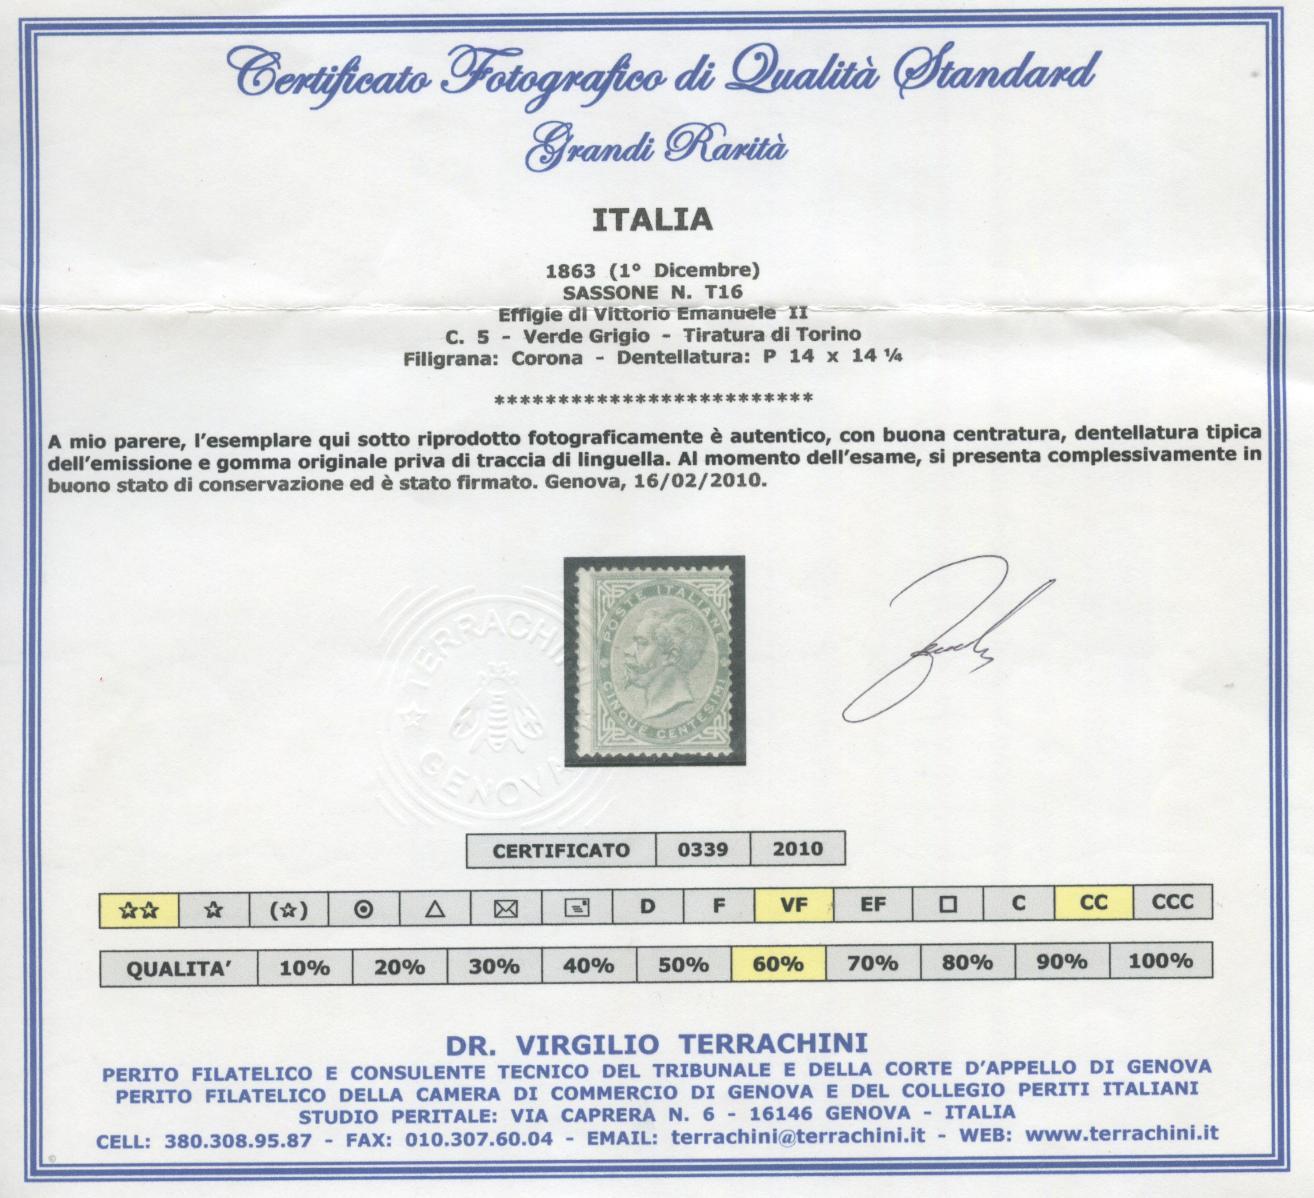 Certificato Fotografico di Qualità Standard
Grandi Rarità
ITALIA
1863 (1° Dicembre)
SASSONE N. T16
Effigie di Vittorio Emanuele II
C. 5 - Verde Grigio - Tiratura di Torino
Filigrana: Corona - Dentellatura: P 14 x 14 ¼
*************************
A mio parere, l'esemplare qui sotto riprodotto fotograficamente è autentico, con buona centratura, dentellatura tipica
dell'emissione e gomma originale priva di traccia di linguella. Al momento dell'esame, si presenta complessivamente in
buono stato di conservazione ed è stato firmato. Genova, 16/02/2010.
TERRACHI
GENOVA
POSTE ITALIANE
CINQUE CENTESIMI
CERTIFICATO 0339 2010
☆☆ ☆ (☆) ⊙ △ ✉ D F VF EF □ C CC CCC
QUALITA' 10% 20% 30% 40% 50% 60% 70% 80% 90% 100%
DR. VIRGILIO TERRACHINI
PERITO FILATELICO E CONSULENTE TECNICO DEL TRIBUNALE E DELLA CORTE D'APPELLO DI GENOVA
PERITO FILATELICO DELLA CAMERA DI COMMERCIO DI GENOVA E DEL COLLEGIO PERITI ITALIANI
STUDIO PERITALE: VIA CAPRERA N. 6 - 16146 GENOVA - ITALIA
CELL: 380.308.95.87 - FAX: 010.307.60.04 - EMAIL: terrachini@terrachini.it - WEB: www.terrachini.it